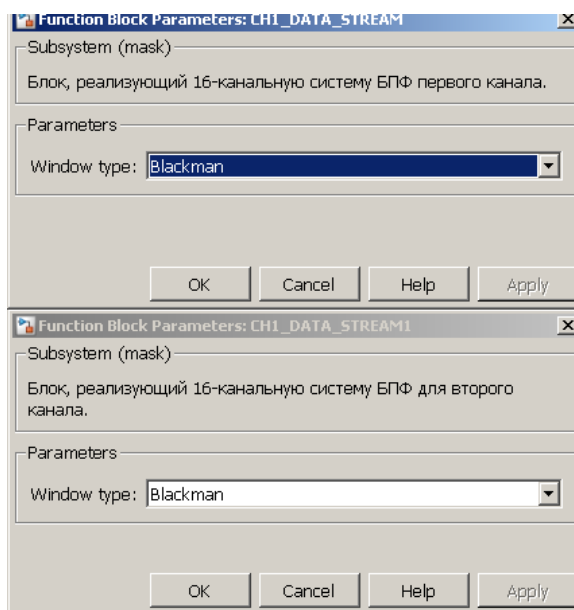 Function Block Parameters: CH1_DATA_STREAM
Subsystem (mask)
Блок, реализующий 16-канальную систему БПФ первого канала.
Parameters
Window type: Blackman
OK Cancel Help Apply
Function Block Parameters: CH1_DATA_STREAM1
Subsystem (mask)
Блок, реализующий 16-канальную систему БПФ для второго
канала.
Parameters
Window type: Blackman
OK Cancel Help Apply